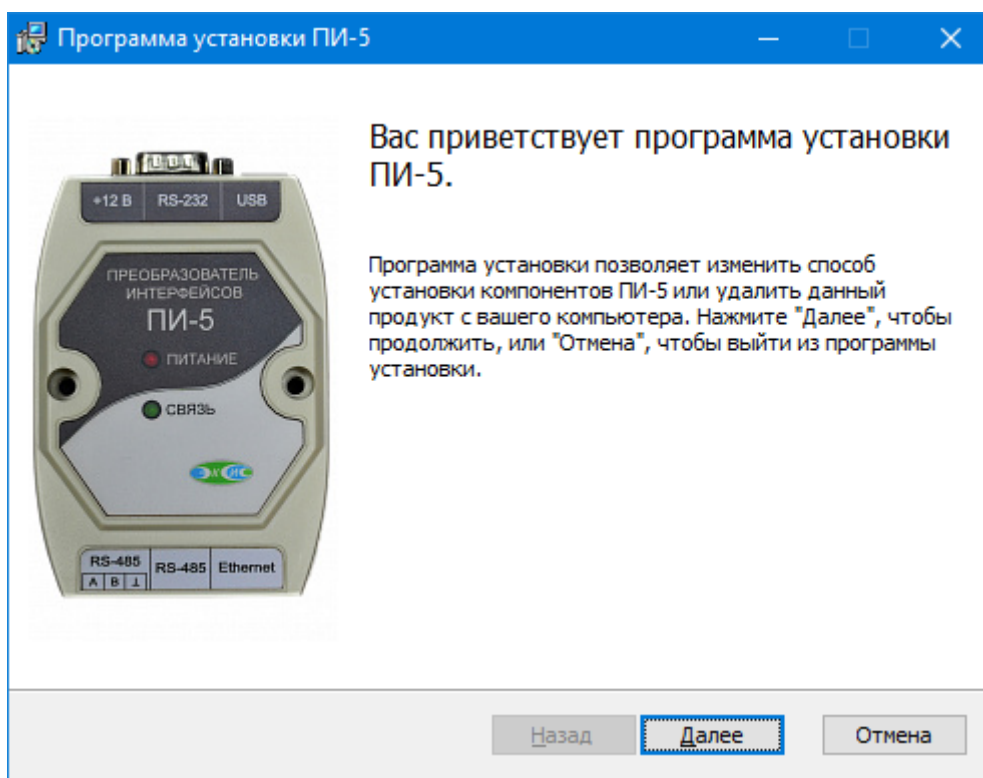 Программа установки ПИ-5
Вас приветствует программа установки
ПИ-5.
Программа установки позволяет изменить способ
установки компонентов ПИ-5 или удалить данный
продукт с вашего компьютера. Нажмите "Далее", чтобы
продолжить, или "Отмена", чтобы выйти из программы
установки.
+12 В RS-232 USB
ПРЕОБРАЗОВАТЕЛЬ
ИНТЕРФЕЙСОВ
ПИ-5
ПИТАНИЕ
СВЯЗЬ
ЭКСИС
RS-485 RS-485 Ethernet
A B ⊥
Назад Далее Отмена